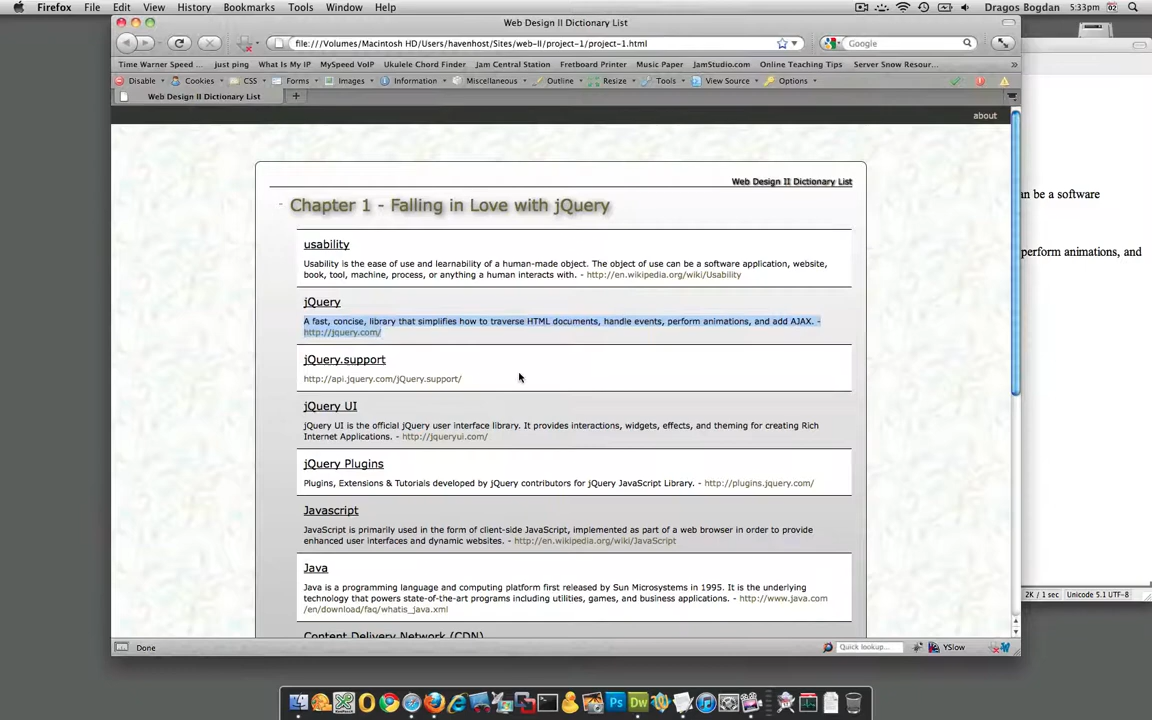 Firefox File Edit View History Bookmarks Tools Window Help Dragos Bogdan 5:33pm 02
Web Design II Dictionary List
file:///Volumes/Macintosh HD/Users/havenhost/Sites/web-II/project-1/project-1.html Google
Time Warner Speed ... just ping What Is My IP MySpeed VoIP Ukulele Chord Finder Jam Central Station Fretboard Printer Music Paper JamStudio.com Online Teaching Tips Server Snow Resour... »
Disable Cookies CSS Forms Images Information Miscellaneous Outline Resize Tools View Source Options
Web Design II Dictionary List +
about
Web Design II Dictionary List
- Chapter 1 - Falling in Love with jQuery
usability
Usability is the ease of use and learnability of a human-made object. The object of use can be a software application, website,
book, tool, machine, process, or anything a human interacts with. - http://en.wikipedia.org/wiki/Usability
jQuery
A fast, concise, library that simplifies how to traverse HTML documents, handle events, perform animations, and add AJAX. -
http://jquery.com/
jQuery.support
http://api.jquery.com/jQuery.support/
jQuery UI
jQuery UI is the official jQuery user interface library. It provides interactions, widgets, effects, and theming for creating Rich
Internet Applications. - http://jqueryui.com/
jQuery Plugins
Plugins, Extensions & Tutorials developed by jQuery contributors for jQuery JavaScript Library. - http://plugins.jquery.com/
Javascript
JavaScript is primarily used in the form of client-side JavaScript, implemented as part of a web browser in order to provide
enhanced user interfaces and dynamic websites. - http://en.wikipedia.org/wiki/JavaScript
Java
Java is a programming language and computing platform first released by Sun Microsystems in 1995. It is the underlying
technology that powers state-of-the-art programs including utilities, games, and business applications. - http://www.java.com
/en/download/faq/whatis_java.xml
Content Delivery Network (CDN)
Done Quick lookup... YSlow
an be a software
perform animations, and
2K / 1 sec Unicode 5.1 UTF-8
Ps Dw